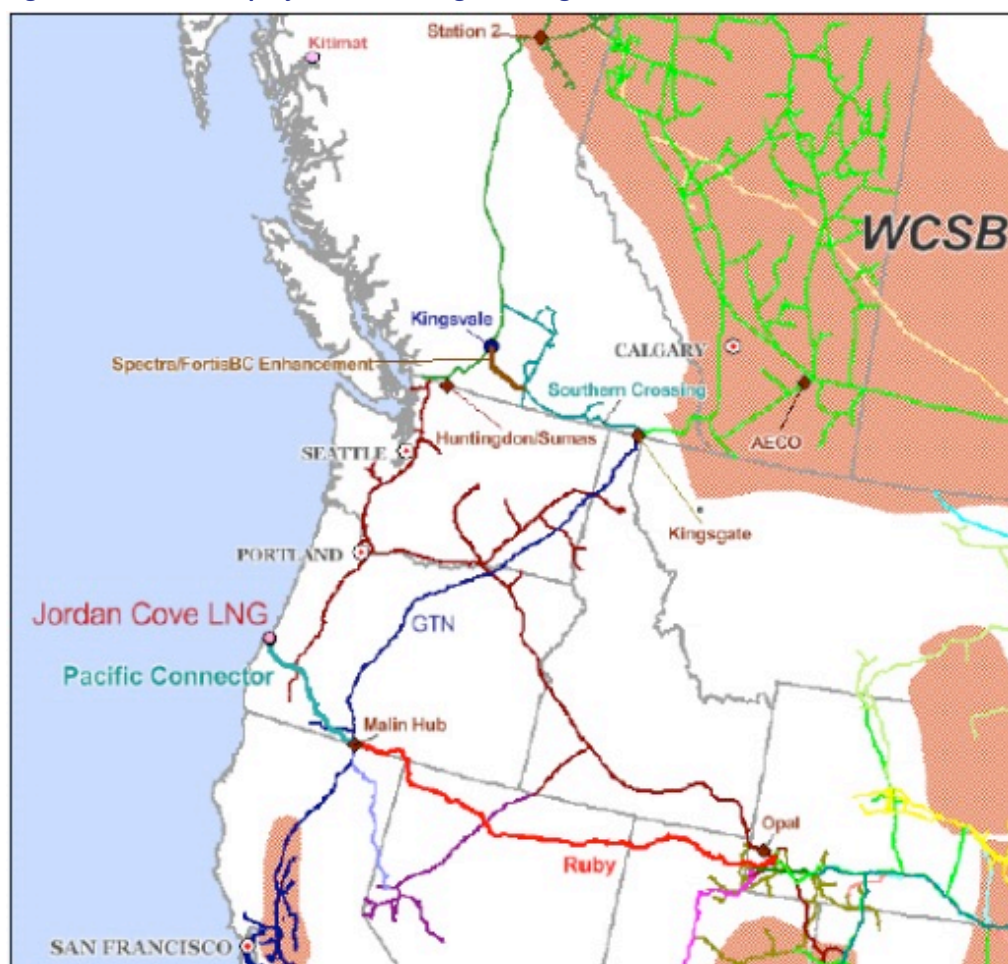 Station 2
Kitimat
WCSB
Kingsvale
CALGARY
Spectra/FortisBC Enhancement
Southern Crossing
Huntingdon/Sumas
AECO
SEATTLE
Kingsgate
PORTLAND
Jordan Cove LNG
GTN
Pacific Connector
Malin Hub
Opal
Ruby
SAN FRANCISCO